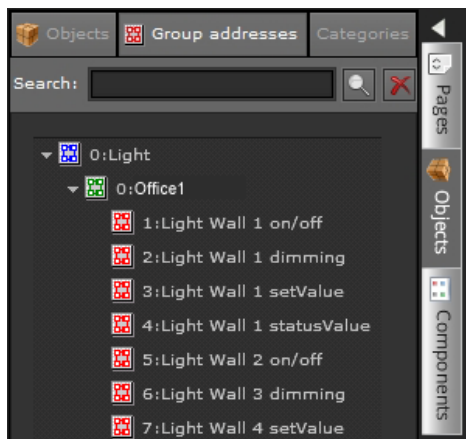 Objects
Group addresses
Categories
Search:
0:Light
0:Office1
1:Light Wall 1 on/off
2:Light Wall 1 dimming
3:Light Wall 1 setValue
4:Light Wall 1 statusValue
5:Light Wall 2 on/off
6:Light Wall 3 dimming
7:Light Wall 4 setValue
Pages
Objects
Components